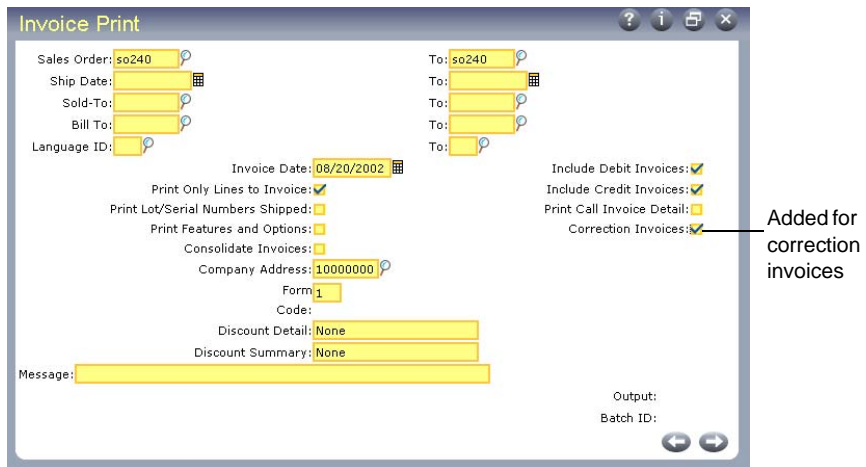 Invoice Print
Sales Order: so240 To: so240
Ship Date: To:
Sold-To: To:
Bill To: To:
Language ID: To:
Invoice Date: 08/20/2002 Include Debit Invoices:
Print Only Lines to Invoice: Include Credit Invoices:
Print Lot/Serial Numbers Shipped: Print Call Invoice Detail:
Print Features and Options: Correction Invoices:
Added for
correction
invoices
Consolidate Invoices:
Company Address: 10000000
Form 1
Code:
Discount Detail: None
Discount Summary: None
Message:
Output:
Batch ID: